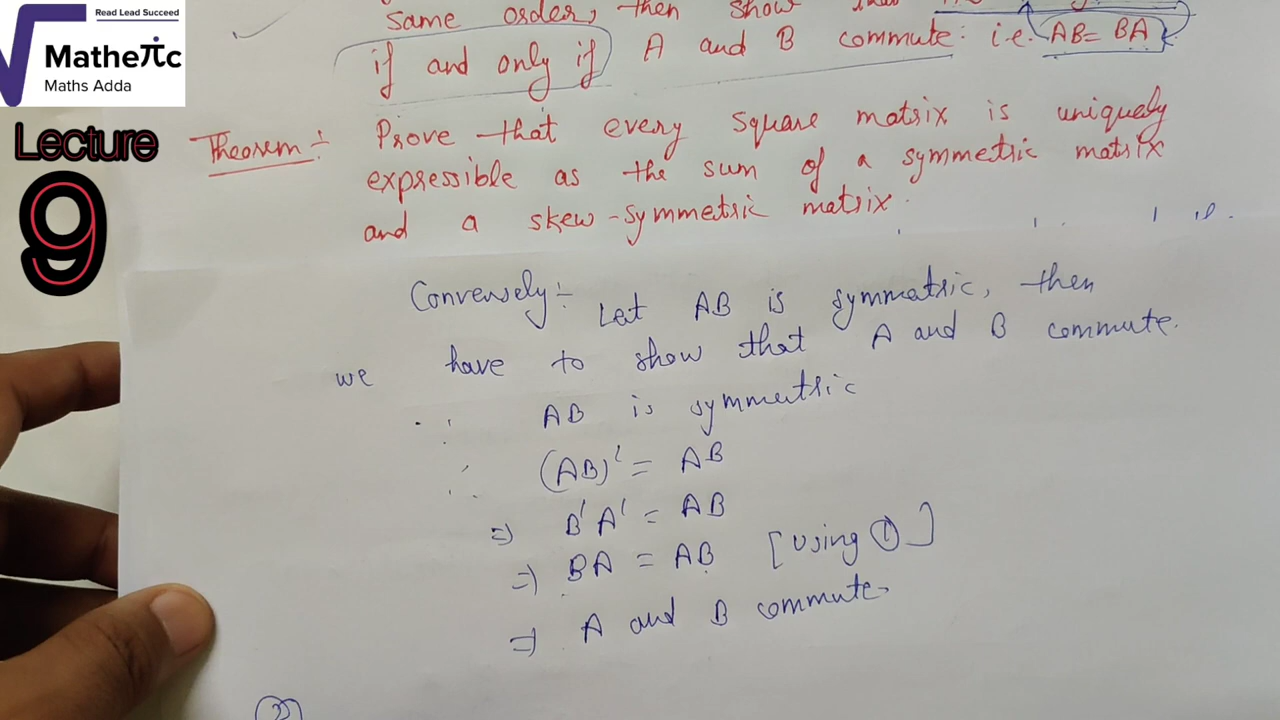 Read Lead Succeed
Matheπc
Maths Adda
Lecture
9
same order, then show
if and only if A and B commute. i.e. AB = BA
Theorem :- Prove that every square matrix is uniquely
expressible as the sum of a symmetric matrix
and a skew-symmetric matrix.
Conversely :- Let AB is symmetric, then
we have to show that A and B commute.
∵ AB is symmetric
∴ (AB)' = AB
⇒ B'A' = AB
⇒ BA = AB [using ①]
⇒ A and B commute.